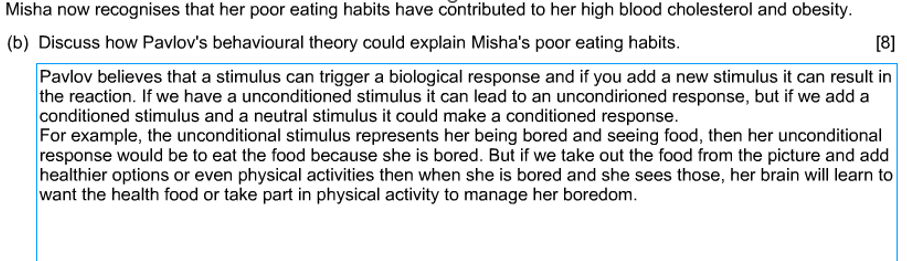 Misha now recognises that her poor eating habits have contributed to her high blood cholesterol and obesity.
(b) Discuss how Pavlov's behavioural theory could explain Misha's poor eating habits. [8]
Pavlov believes that a stimulus can trigger a biological response and if you add a new stimulus it can result in
the reaction. If we have a unconditioned stimulus it can lead to an uncondirioned response, but if we add a
conditioned stimulus and a neutral stimulus it could make a conditioned response.
For example, the unconditional stimulus represents her being bored and seeing food, then her unconditional
response would be to eat the food because she is bored. But if we take out the food from the picture and add
healthier options or even physical activities then when she is bored and she sees those, her brain will learn to
want the health food or take part in physical activity to manage her boredom.